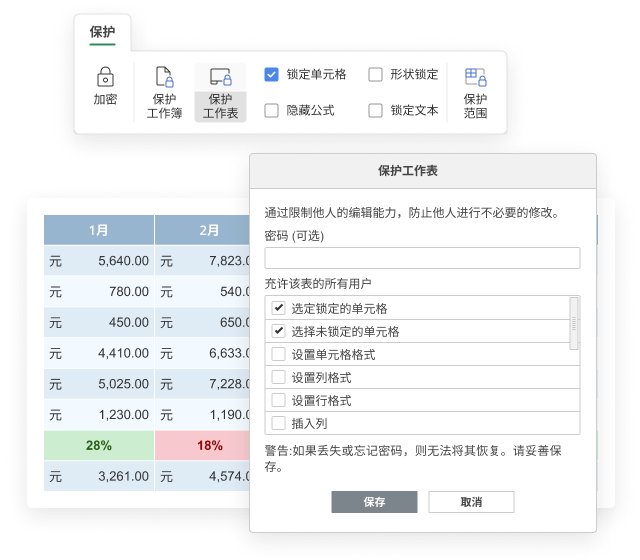 保护
加密
保护
工作簿
保护
工作表
锁定单元格
形状锁定
隐藏公式
锁定文本
保护
范围
保护工作表
通过限制他人的编辑能力，防止他人进行不必要的修改。
密码 (可选)
充许该表的所有用户
选定锁定的单元格
选择未锁定的单元格
设置单元格格式
设置列格式
设置行格式
插入列
警告:如果丢失或忘记密码，则无法将其恢复。请妥善保
存。
保存 取消
1月 2月
元 5,640.00 元 7,823.0
元 780.00 元 540.
元 450.00 元 650.
元 4,410.00 元 6,633.0
元 5,025.00 元 7,228.0
元 1,230.00 元 1,190.0
28% 18%
元 3,261.00 元 4,574.0